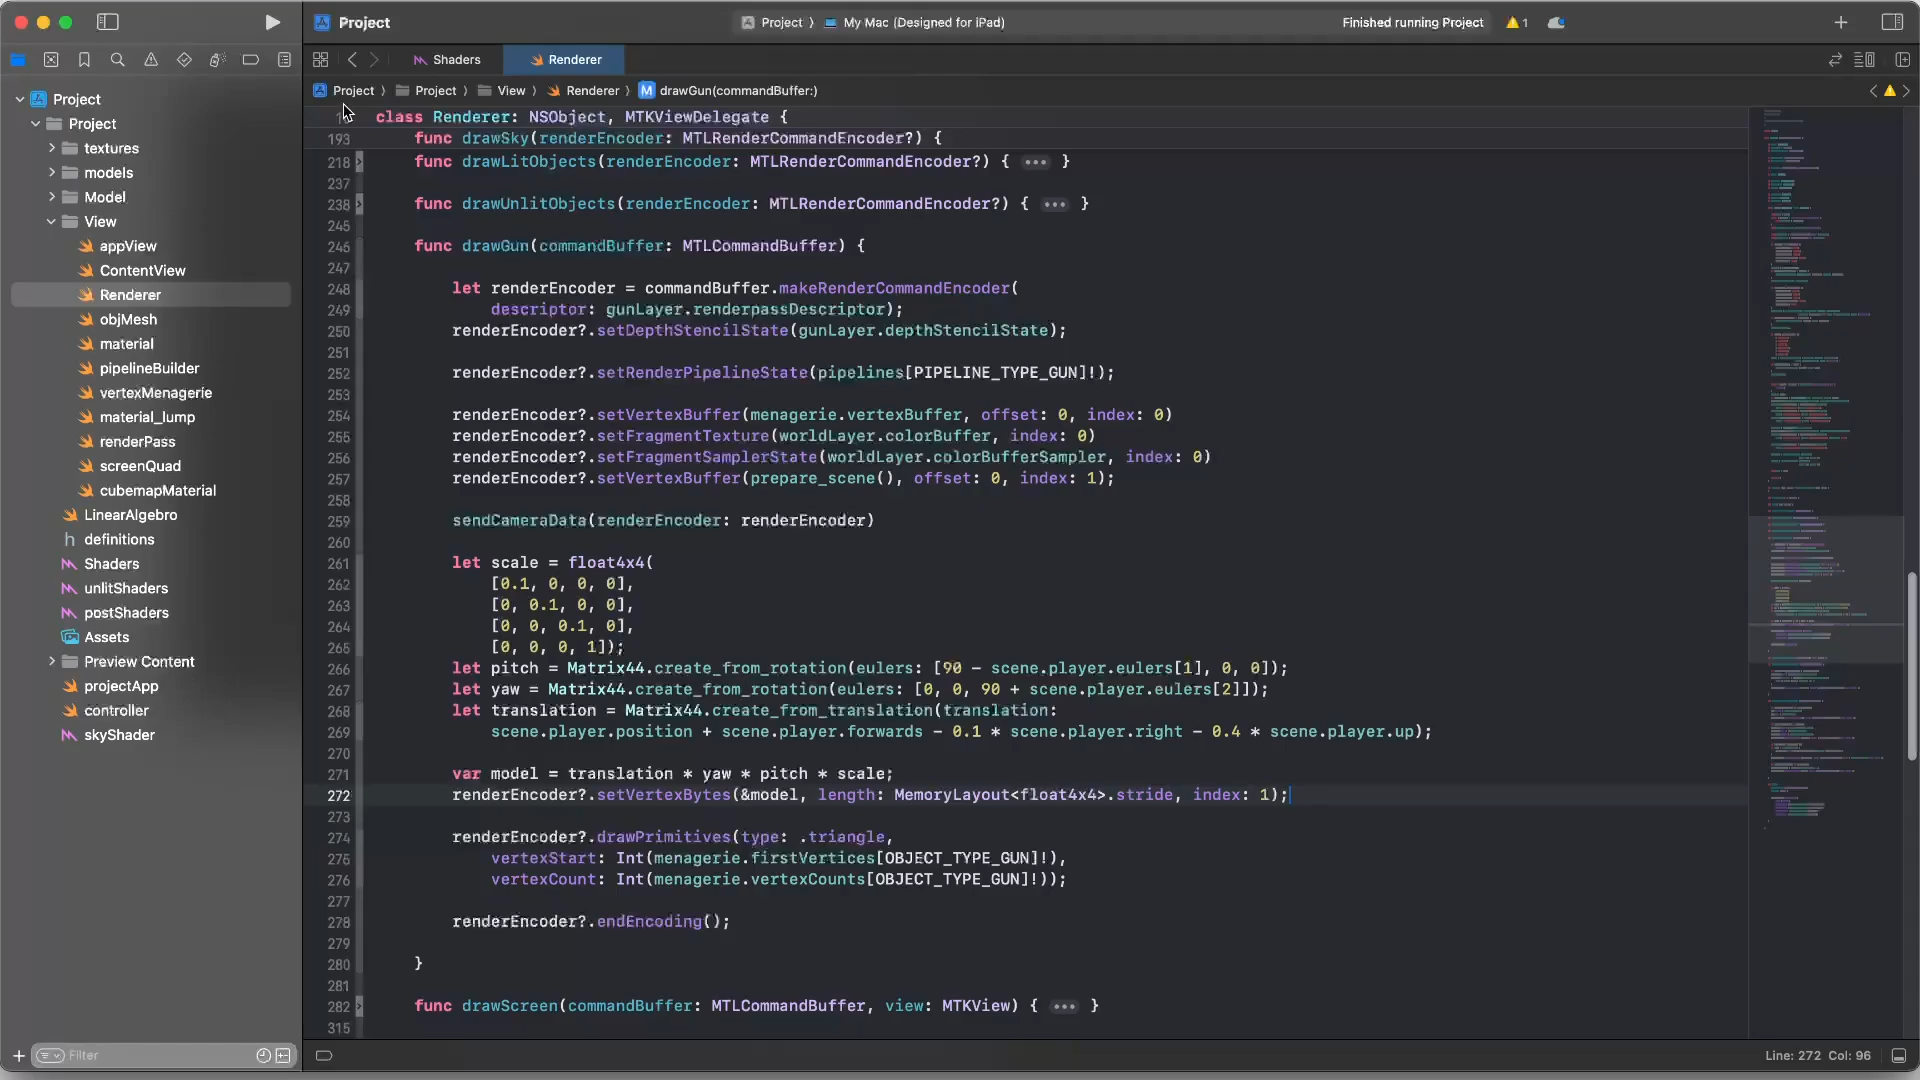 Project
Project 〉 My Mac (Designed for iPad)
Finished running Project
1
Shaders
Renderer
Project 〉 Project 〉 View 〉 Renderer 〉 M drawGun(commandBuffer:)
Project
Project
textures
models
Model
View
appView
ContentView
Renderer
objMesh
material
pipelineBuilder
vertexMenagerie
material_lump
renderPass
screenQuad
cubemapMaterial
LinearAlgebro
h definitions
Shaders
unlitShaders
postShaders
Assets
Preview Content
projectApp
controller
skyShader
Filter
class Renderer: NSObject, MTKViewDelegate {
193 func drawSky(renderEncoder: MTLRenderCommandEncoder?) {
218 func drawLitObjects(renderEncoder: MTLRenderCommandEncoder?) { ••• }
237
238 func drawUnlitObjects(renderEncoder: MTLRenderCommandEncoder?) { ••• }
245
246 func drawGun(commandBuffer: MTLCommandBuffer) {
247
248 let renderEncoder = commandBuffer.makeRenderCommandEncoder(
249 descriptor: gunLayer.renderpassDescriptor);
250 renderEncoder?.setDepthStencilState(gunLayer.depthStencilState);
251
252 renderEncoder?.setRenderPipelineState(pipelines[PIPELINE_TYPE_GUN]!);
253
254 renderEncoder?.setVertexBuffer(menagerie.vertexBuffer, offset: 0, index: 0)
255 renderEncoder?.setFragmentTexture(worldLayer.colorBuffer, index: 0)
256 renderEncoder?.setFragmentSamplerState(worldLayer.colorBufferSampler, index: 0)
257 renderEncoder?.setVertexBuffer(prepare_scene(), offset: 0, index: 1);
258
259 sendCameraData(renderEncoder: renderEncoder)
260
261 let scale = float4x4(
262 [0.1, 0, 0, 0],
263 [0, 0.1, 0, 0],
264 [0, 0, 0.1, 0],
265 [0, 0, 0, 1]);
266 let pitch = Matrix44.create_from_rotation(eulers: [90 - scene.player.eulers[1], 0, 0]);
267 let yaw = Matrix44.create_from_rotation(eulers: [0, 0, 90 + scene.player.eulers[2]]);
268 let translation = Matrix44.create_from_translation(translation:
269 scene.player.position + scene.player.forwards - 0.1 * scene.player.right - 0.4 * scene.player.up);
270
271 var model = translation * yaw * pitch * scale;
272 renderEncoder?.setVertexBytes(&model, length: MemoryLayout<float4x4>.stride, index: 1);
273
274 renderEncoder?.drawPrimitives(type: .triangle,
275 vertexStart: Int(menagerie.firstVertices[OBJECT_TYPE_GUN]!),
276 vertexCount: Int(menagerie.vertexCounts[OBJECT_TYPE_GUN]!));
277
278 renderEncoder?.endEncoding();
279
280 }
281
282 func drawScreen(commandBuffer: MTLCommandBuffer, view: MTKView) { ••• }
315
Line: 272 Col: 96